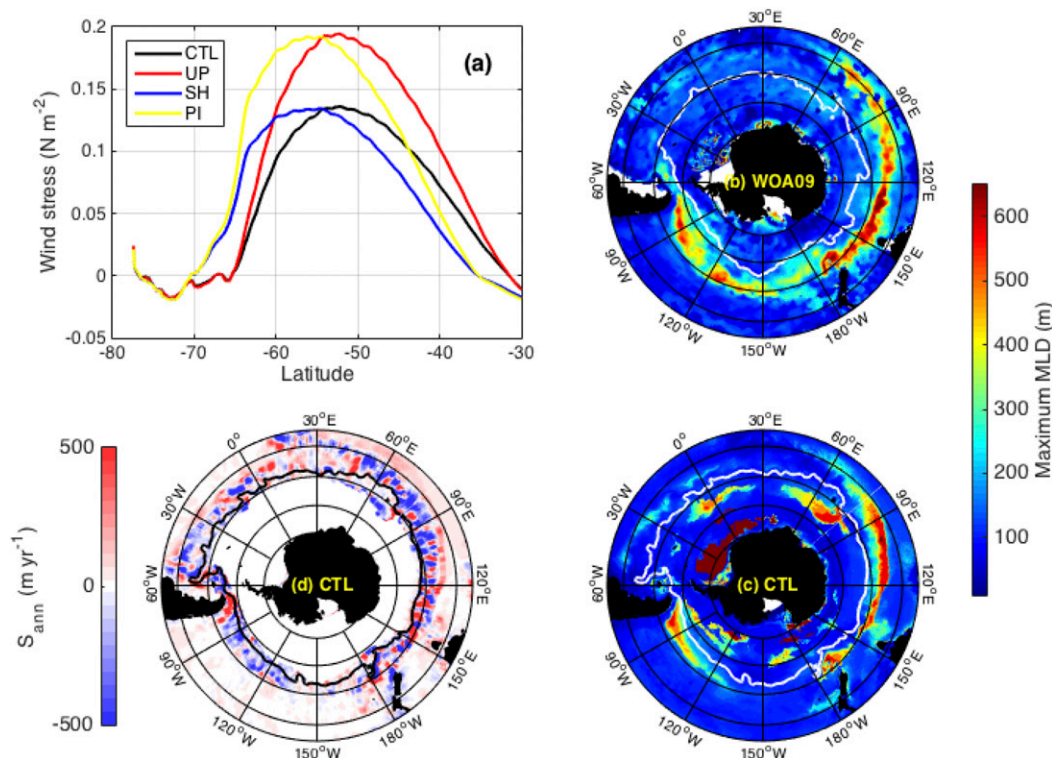 0.2
0.15
0.1
0.05
0
-0.05
Wind stress (N m-2)
CTL
UP
SH
PI
(a)
-80
-70
-60
-50
-40
-30
Latitude
30°E
0°
60°E
30°W
90°E
60°W
120°E
90°W
150°E
120°W
180°W
150°W
(b) WOA09
600
500
400
300
200
100
Maximum MLD (m)
500
0
-500
Sann (m yr-1)
30°E
0°
60°E
30°W
90°E
60°W
120°E
90°W
150°E
120°W
180°W
150°W
(d) CTL
30°E
0°
60°E
30°W
90°E
60°W
120°E
90°W
150°E
120°W
180°W
150°W
(c) CTL